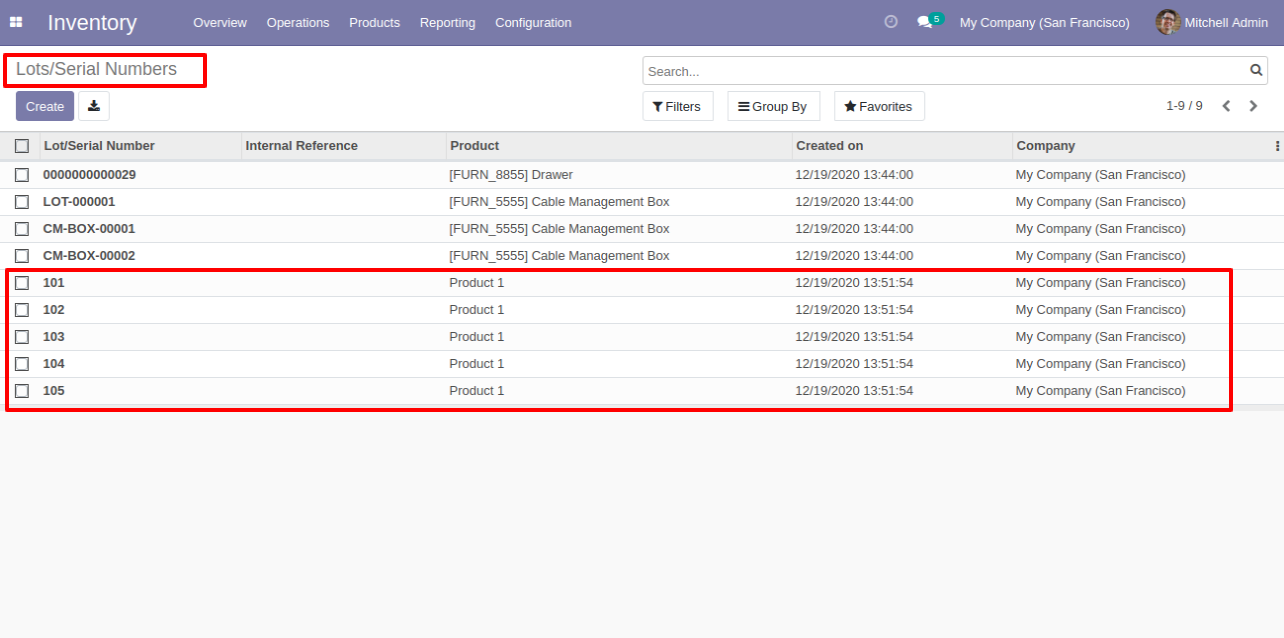 Inventory Overview Operations Products Reporting Configuration 5 My Company (San Francisco) Mitchell Admin
Lots/Serial Numbers Search...
Create Filters Group By Favorites 1-9 / 9
Lot/Serial Number Internal Reference Product Created on Company
0000000000029 [FURN_8855] Drawer 12/19/2020 13:44:00 My Company (San Francisco)
LOT-000001 [FURN_5555] Cable Management Box 12/19/2020 13:44:00 My Company (San Francisco)
CM-BOX-00001 [FURN_5555] Cable Management Box 12/19/2020 13:44:00 My Company (San Francisco)
CM-BOX-00002 [FURN_5555] Cable Management Box 12/19/2020 13:44:00 My Company (San Francisco)
101 Product 1 12/19/2020 13:51:54 My Company (San Francisco)
102 Product 1 12/19/2020 13:51:54 My Company (San Francisco)
103 Product 1 12/19/2020 13:51:54 My Company (San Francisco)
104 Product 1 12/19/2020 13:51:54 My Company (San Francisco)
105 Product 1 12/19/2020 13:51:54 My Company (San Francisco)